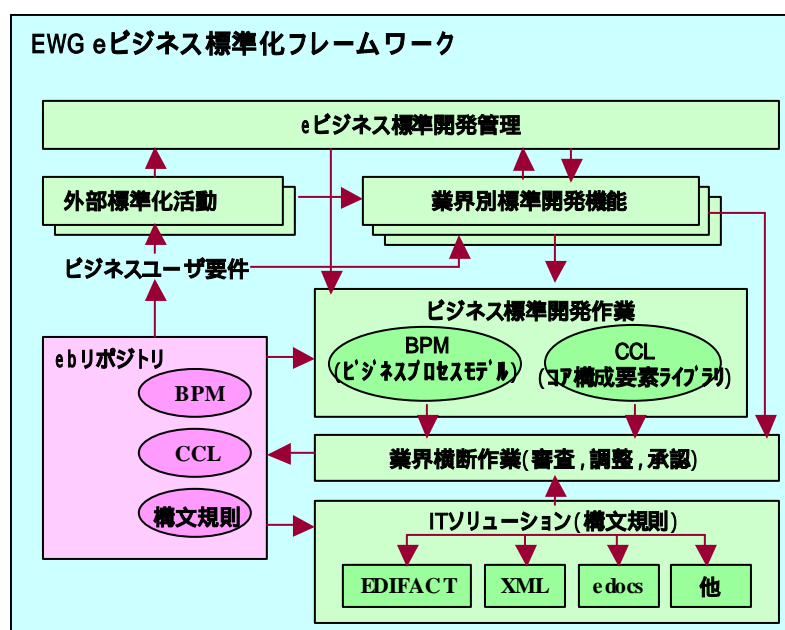 EWG eビジネス標準化フレームワーク
eビジネス標準開発管理
外部標準化活動
業界別標準開発機能
ビジネスユーザ要件
ビジネス標準開発作業
BPM
(ﾋﾞｼﾞﾈｽﾌﾟﾛｾｽﾓﾃﾞﾙ)
CCL
(ｺｱ構成要素ﾗｲﾌﾞﾗﾘ)
ebリポジトリ
BPM
CCL
構文規則
業界横断作業(審査,調整,承認)
ITソリューション(構文規則)
EDIFACT
XML
edocs
他